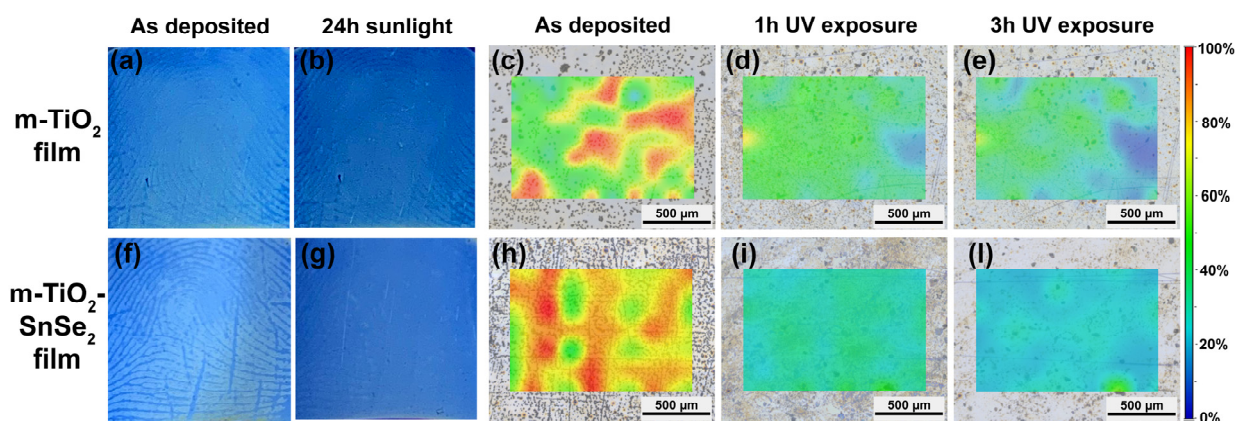 As deposited 24h sunlight As deposited 1h UV exposure 3h UV exposure
(a) (b) (c) (d) (e) 100%
m-TiO₂
film
80%
500 µm 500 µm 500 µm
60%
(f) (g) (h) (i) (l)
m-TiO₂-
SnSe₂
film
40%
20%
500 µm 500 µm 500 µm
0%